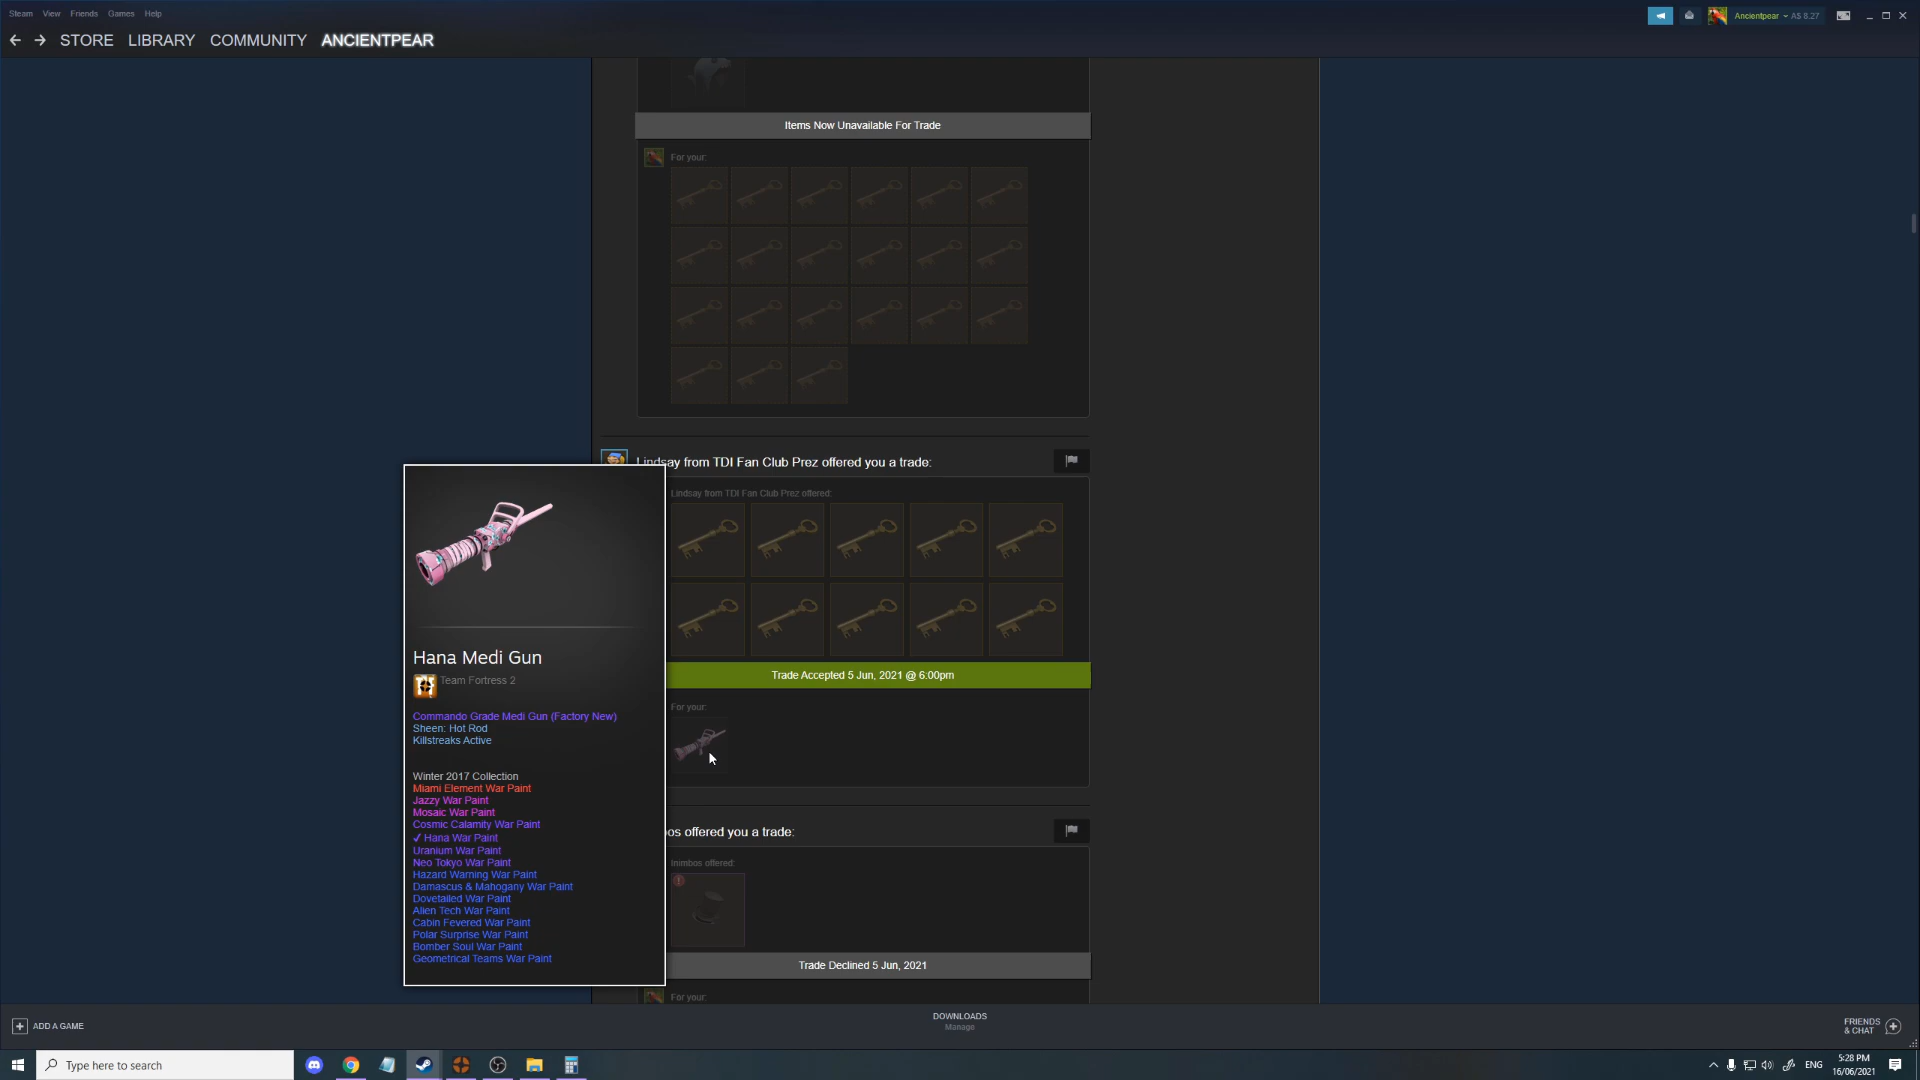 Steam View Friends Games Help
Ancientpear A$ 8.27
STORE LIBRARY COMMUNITY ANCIENTPEAR
Items Now Unavailable For Trade
For your:
Lindsay from TDI Fan Club Prez offered you a trade:
Lindsay from TDI Fan Club Prez offered:
Trade Accepted 5 Jun, 2021 @ 6:00pm
For your:
Hana Medi Gun
Team Fortress 2
Commando Grade Medi Gun (Factory New)
Sheen: Hot Rod
Killstreaks Active
Winter 2017 Collection
Miami Element War Paint
Jazzy War Paint
Mosaic War Paint
Cosmic Calamity War Paint
✓ Hana War Paint
Uranium War Paint
Neo Tokyo War Paint
Hazard Warning War Paint
Damascus & Mahogany War Paint
Dovetailed War Paint
Alien Tech War Paint
Cabin Fevered War Paint
Polar Surprise War Paint
Bomber Soul War Paint
Geometrical Teams War Paint
os offered you a trade:
Inimbos offered:
Trade Declined 5 Jun, 2021
For your:
ADD A GAME
DOWNLOADS
Manage
FRIENDS
& CHAT
Type here to search
ENG
5:28 PM
16/06/2021